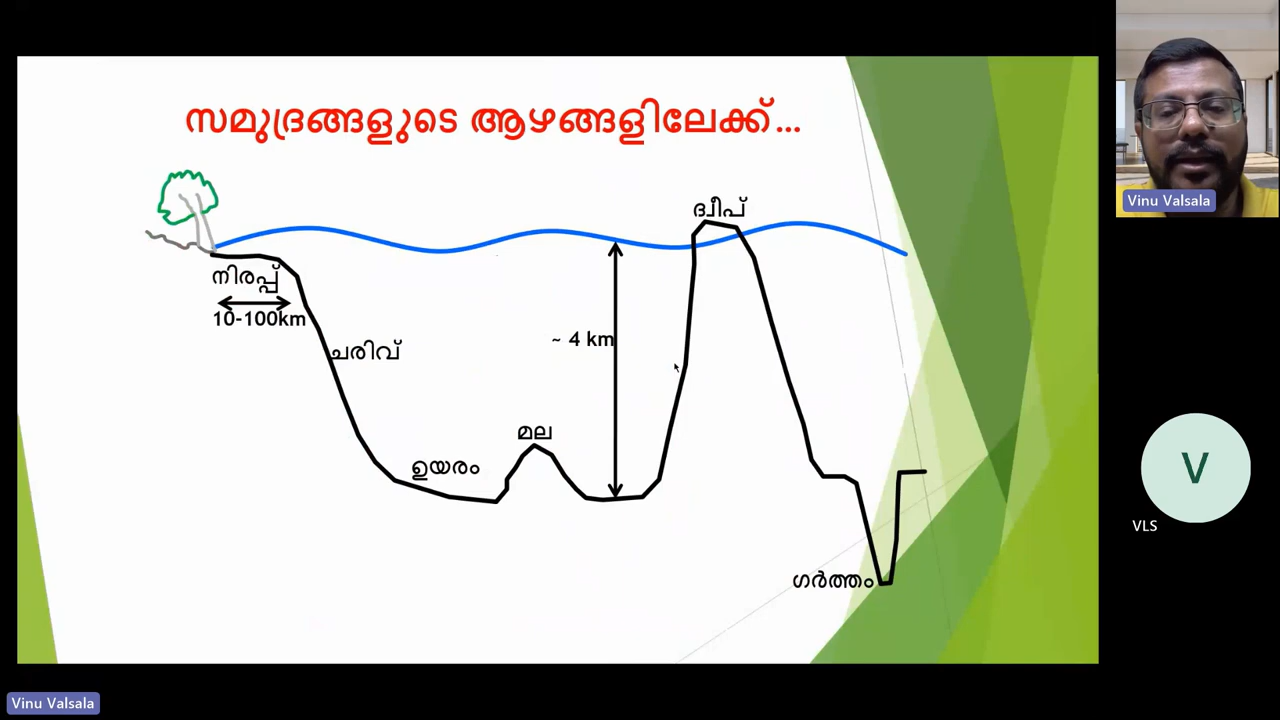 സമുദ്രങ്ങളുടെ ആഴങ്ങളിലേക്ക്...
ദ്വീപ്
നിരപ്പ്
10-100km
~ 4 km
ചരിവ്
മല
ഉയരം
ഗർത്തം
Vinu Valsala
V
VLS
Vinu Valsala